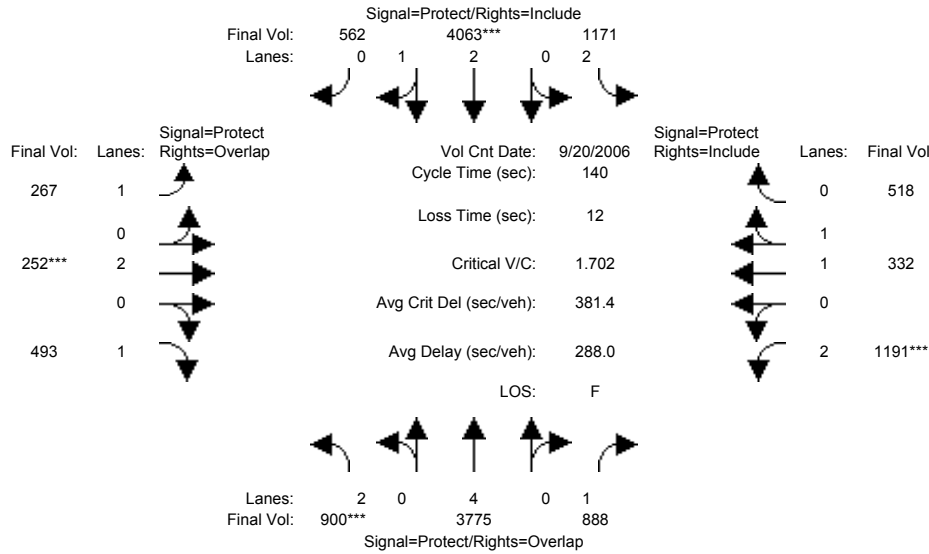 Signal=Protect/Rights=Include
Final Vol: 562 4063*** 1171
Lanes: 0 1 2 0 2
Signal=Protect Signal=Protect
Final Vol: Lanes: Rights=Overlap Vol Cnt Date: 9/20/2006 Rights=Include Lanes: Final Vol
Cycle Time (sec): 140
267 1 0 518
Loss Time (sec): 12
0 1
252*** 2 Critical V/C: 1.702 1 332
0 Avg Crit Del (sec/veh): 381.4 0
493 1 Avg Delay (sec/veh): 288.0 2 1191***
LOS: F
Lanes: 2 0 4 0 1
Final Vol: 900*** 3775 888
Signal=Protect/Rights=Overlap